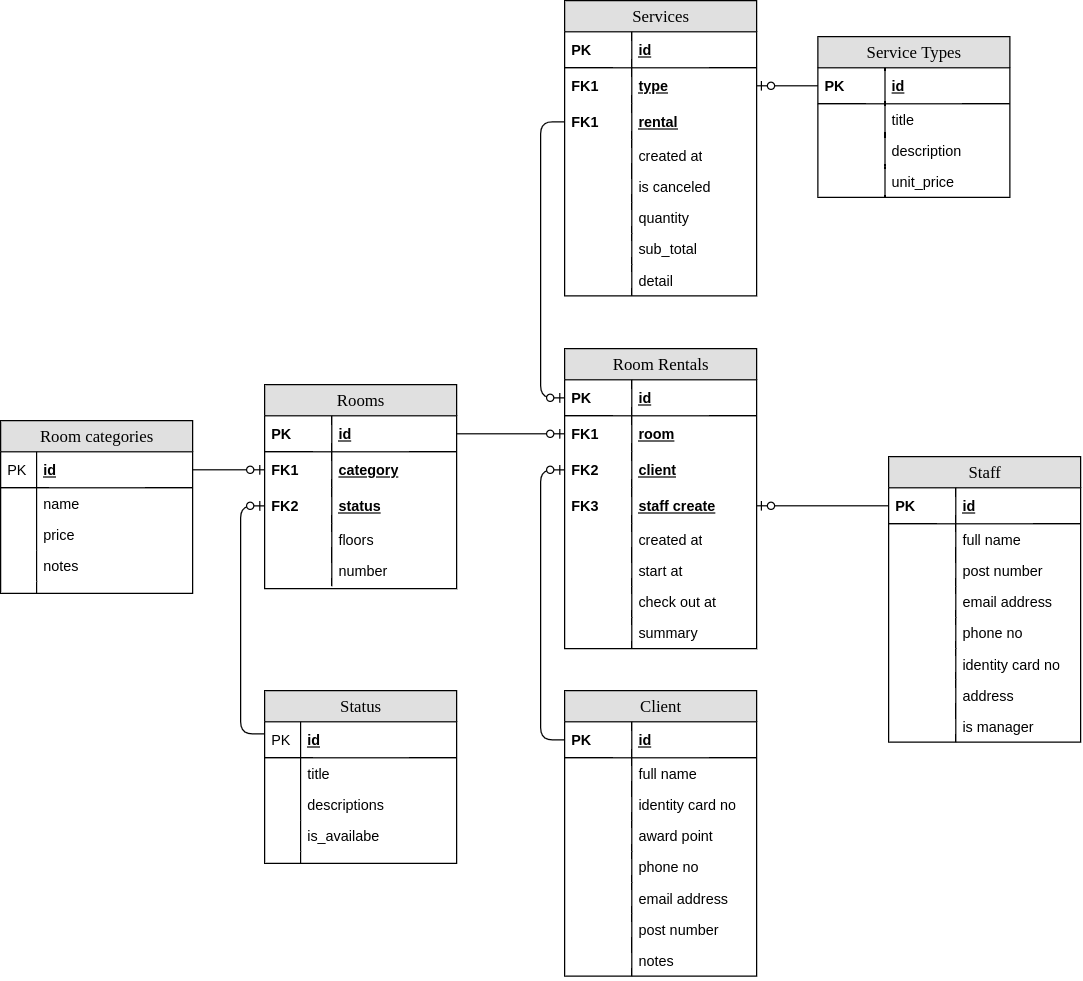 Services
PK id
FK1 type
FK1 rental
created at
is canceled
quantity
sub_total
detail
Service Types
PK id
title
description
unit_price
Room categories
PK id
name
price
notes
Rooms
PK id
FK1 category
FK2 status
floors
number
Room Rentals
PK id
FK1 room
FK2 client
FK3 staff create
created at
start at
check out at
summary
Staff
PK id
full name
post number
email address
phone no
identity card no
address
is manager
Status
PK id
title
descriptions
is_availabe
Client
PK id
full name
identity card no
award point
phone no
email address
post number
notes